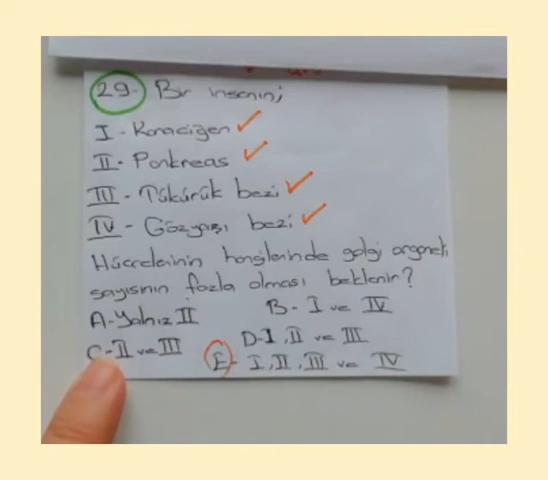 29- Bir insanın;
I - Karaciğer ✓
II - Pankreas ✓
III - Tükürük bezi ✓
IV - Gözyaşı bezi ✓
Hücrelerinin hangilerinde golgi organeli
sayısının fazla olması beklenir?
A-Yalnız II B- I ve IV
C-II ve III D-I,II ve III
E- I,II,III ve IV